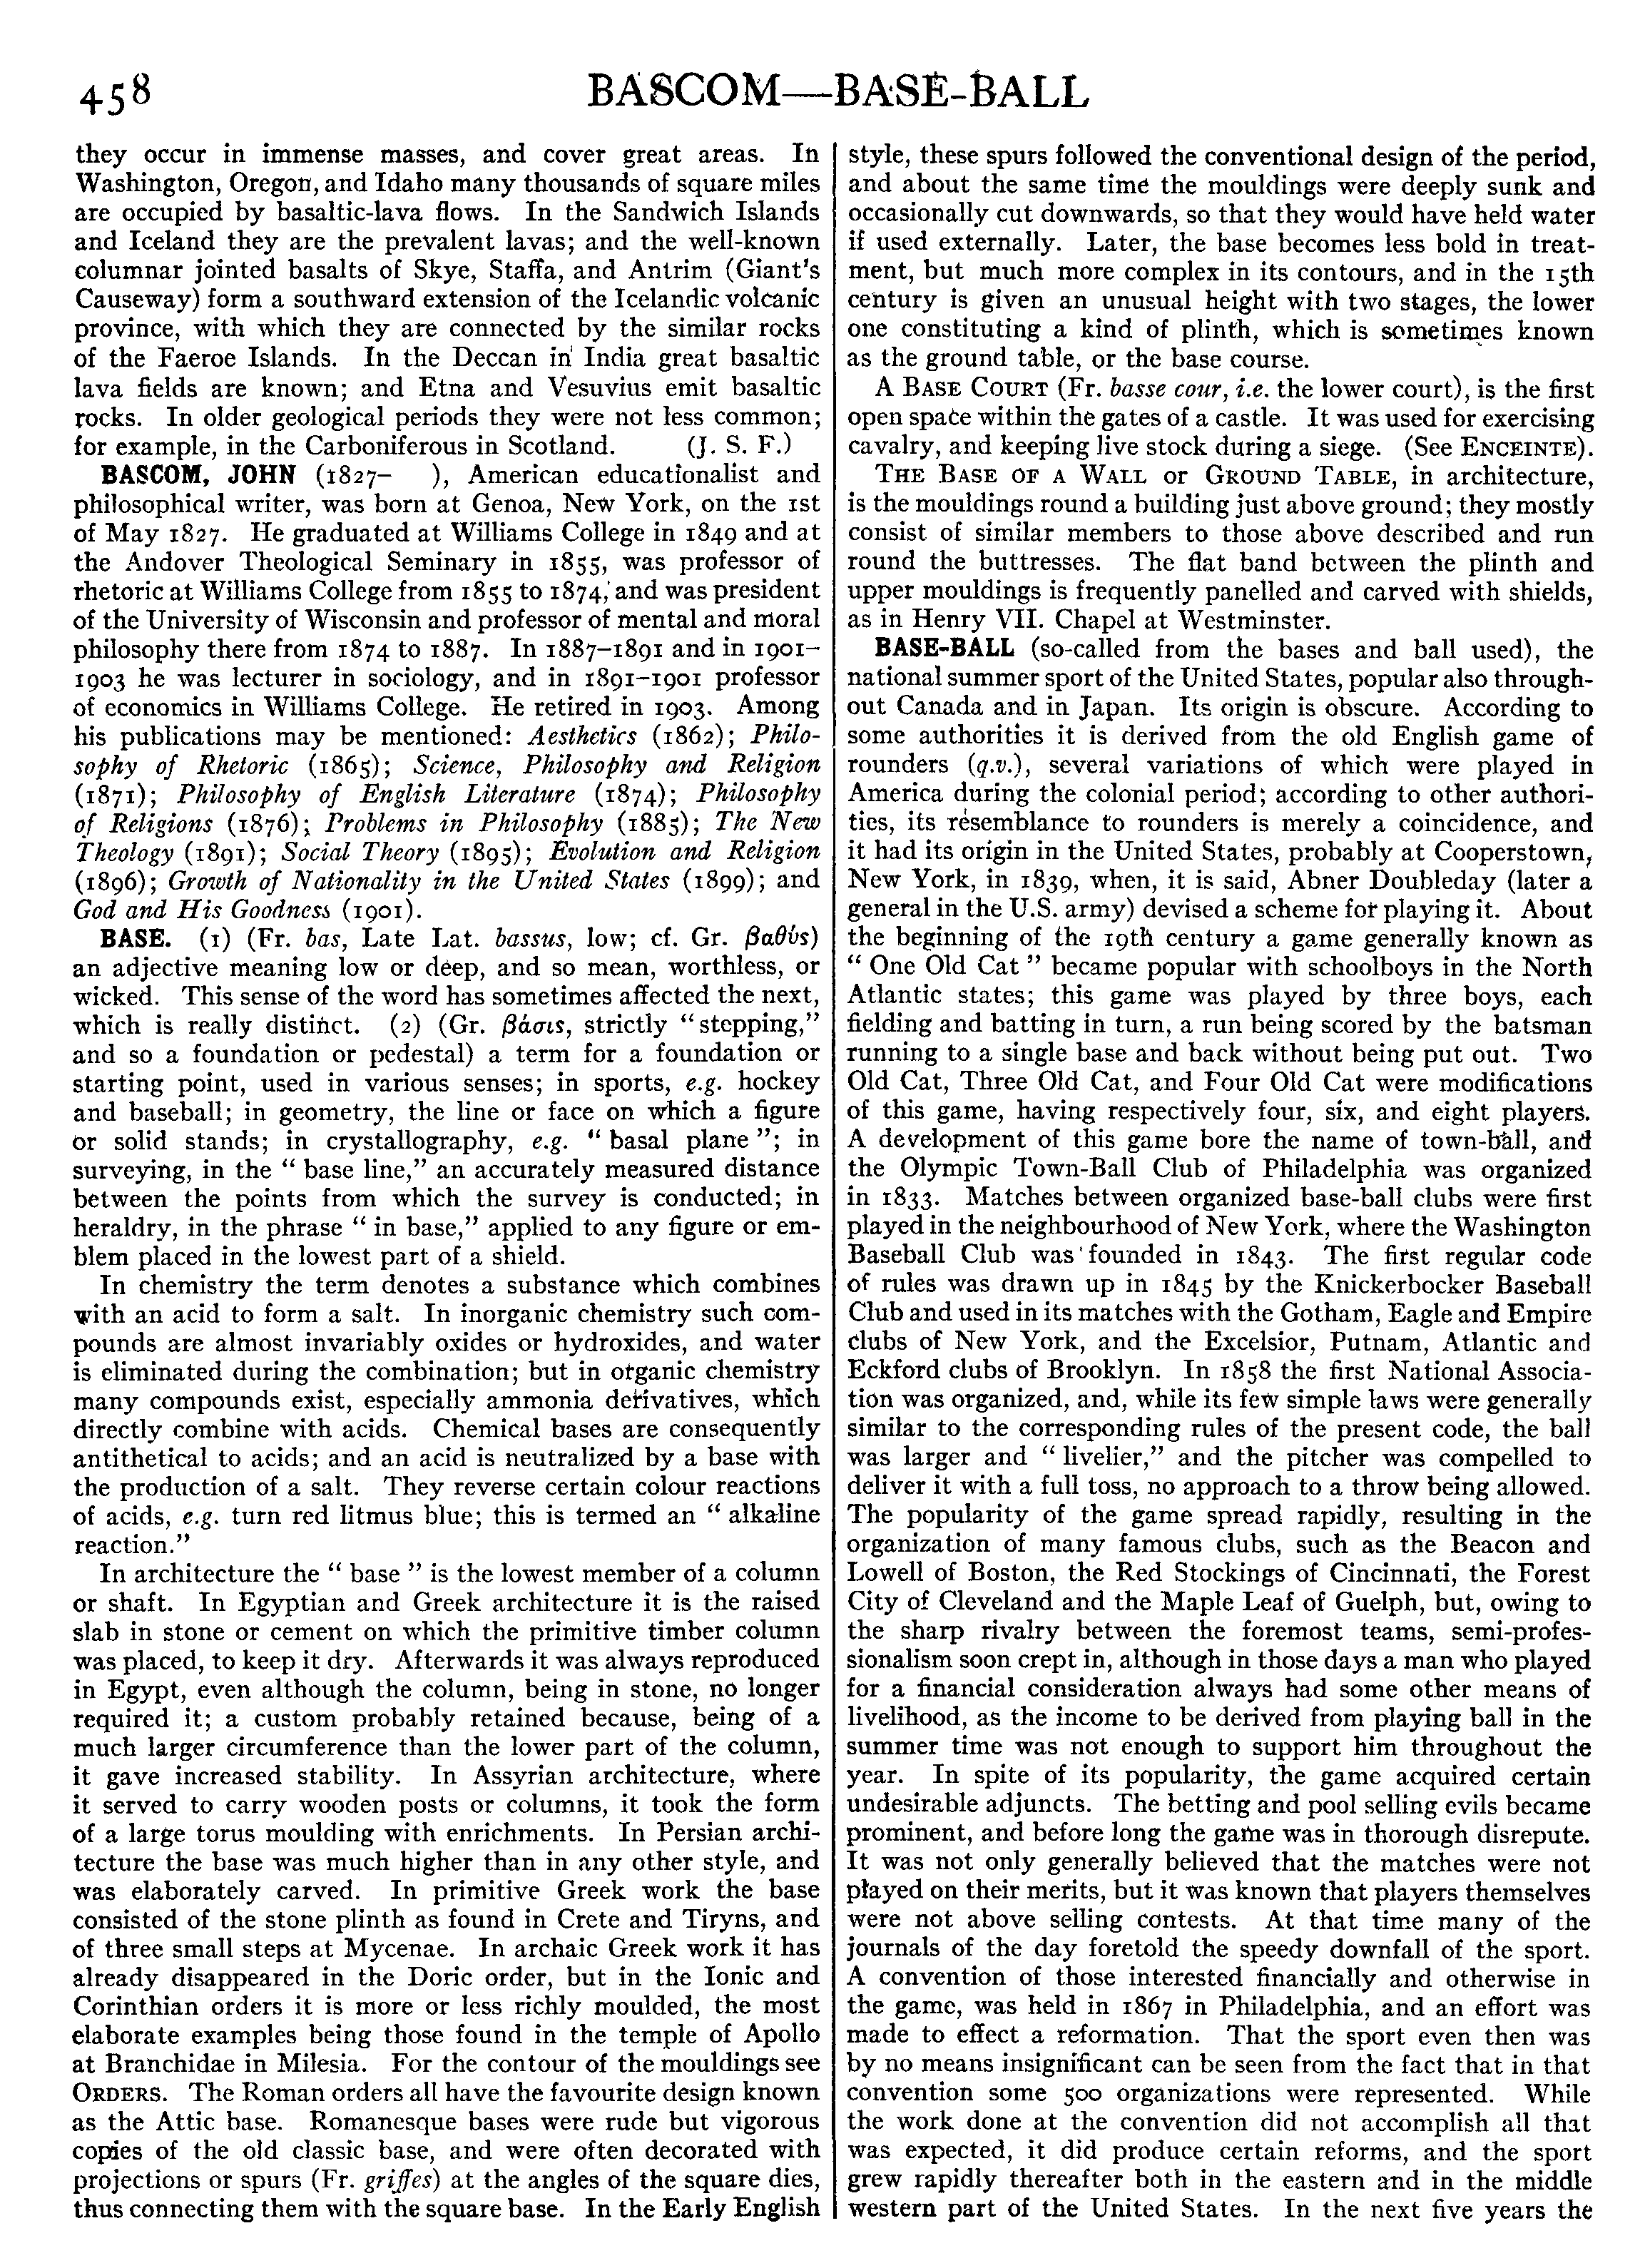 458
BASCOM—BASE-BALL
they occur in immense masses, and cover great areas. In
Washington, Oregon, and Idaho many thousands of square miles
are occupied by basaltic-lava flows. In the Sandwich Islands
and Iceland they are the prevalent lavas; and the well-known
columnar jointed basalts of Skye, Staffa, and Antrim (Giant's
Causeway) form a southward extension of the Icelandic volcanic
province, with which they are connected by the similar rocks
of the Faeroe Islands. In the Deccan in India great basaltic
lava fields are known; and Etna and Vesuvius emit basaltic
rocks. In older geological periods they were not less common;
for example, in the Carboniferous in Scotland. (J. S. F.)
BASCOM, JOHN (1827- ), American educationalist and
philosophical writer, was born at Genoa, New York, on the 1st
of May 1827. He graduated at Williams College in 1849 and at
the Andover Theological Seminary in 1855, was professor of
rhetoric at Williams College from 1855 to 1874, and was president
of the University of Wisconsin and professor of mental and moral
philosophy there from 1874 to 1887. In 1887–1891 and in 1901–
1903 he was lecturer in sociology, and in 1891–1901 professor
of economics in Williams College. He retired in 1903. Among
his publications may be mentioned: Aesthetics (1862); Philo-
sophy of Rhetoric (1865); Science, Philosophy and Religion
(1871); Philosophy of English Literature (1874); Philosophy
of Religions (1876); Problems in Philosophy (1885); The New
Theology (1891); Social Theory (1895); Evolution and Religion
(1896); Growth of Nationality in the United States (1899); and
God and His Goodness (1901).
BASE. (1) (Fr. bas, Late Lat. bassus, low; cf. Gr. βαθύς)
an adjective meaning low or deep, and so mean, worthless, or
wicked. This sense of the word has sometimes affected the next,
which is really distinct. (2) (Gr. βάσις, strictly “stepping,”
and so a foundation or pedestal) a term for a foundation or
starting point, used in various senses; in sports, e.g. hockey
and baseball; in geometry, the line or face on which a figure
or solid stands; in crystallography, e.g. “ basal plane ”; in
surveying, in the “ base line,” an accurately measured distance
between the points from which the survey is conducted; in
heraldry, in the phrase “ in base,” applied to any figure or em-
blem placed in the lowest part of a shield.
In chemistry the term denotes a substance which combines
with an acid to form a salt. In inorganic chemistry such com-
pounds are almost invariably oxides or hydroxides, and water
is eliminated during the combination; but in organic chemistry
many compounds exist, especially ammonia derivatives, which
directly combine with acids. Chemical bases are consequently
antithetical to acids; and an acid is neutralized by a base with
the production of a salt. They reverse certain colour reactions
of acids, e.g. turn red litmus blue; this is termed an “ alkaline
reaction.”
In architecture the “ base ” is the lowest member of a column
or shaft. In Egyptian and Greek architecture it is the raised
slab in stone or cement on which the primitive timber column
was placed, to keep it dry. Afterwards it was always reproduced
in Egypt, even although the column, being in stone, no longer
required it; a custom probably retained because, being of a
much larger circumference than the lower part of the column,
it gave increased stability. In Assyrian architecture, where
it served to carry wooden posts or columns, it took the form
of a large torus moulding with enrichments. In Persian archi-
tecture the base was much higher than in any other style, and
was elaborately carved. In primitive Greek work the base
consisted of the stone plinth as found in Crete and Tiryns, and
of three small steps at Mycenae. In archaic Greek work it has
already disappeared in the Doric order, but in the Ionic and
Corinthian orders it is more or less richly moulded, the most
elaborate examples being those found in the temple of Apollo
at Branchidae in Milesia. For the contour of the mouldings see
ORDERS. The Roman orders all have the favourite design known
as the Attic base. Romanesque bases were rude but vigorous
copies of the old classic base, and were often decorated with
projections or spurs (Fr. griffes) at the angles of the square dies,
thus connecting them with the square base. In the Early English
style, these spurs followed the conventional design of the period,
and about the same time the mouldings were deeply sunk and
occasionally cut downwards, so that they would have held water
if used externally. Later, the base becomes less bold in treat-
ment, but much more complex in its contours, and in the 15th
century is given an unusual height with two stages, the lower
one constituting a kind of plinth, which is sometimes known
as the ground table, or the base course.
A BASE COURT (Fr. basse cour, i.e. the lower court), is the first
open space within the gates of a castle. It was used for exercising
cavalry, and keeping live stock during a siege. (See ENCEINTE).
THE BASE OF A WALL or GROUND TABLE, in architecture,
is the mouldings round a building just above ground; they mostly
consist of similar members to those above described and run
round the buttresses. The flat band between the plinth and
upper mouldings is frequently panelled and carved with shields,
as in Henry VII. Chapel at Westminster.
BASE-BALL (so-called from the bases and ball used), the
national summer sport of the United States, popular also through-
out Canada and in Japan. Its origin is obscure. According to
some authorities it is derived from the old English game of
rounders (q.v.), several variations of which were played in
America during the colonial period; according to other authori-
ties, its resemblance to rounders is merely a coincidence, and
it had its origin in the United States, probably at Cooperstown,
New York, in 1839, when, it is said, Abner Doubleday (later a
general in the U.S. army) devised a scheme for playing it. About
the beginning of the 19th century a game generally known as
“ One Old Cat ” became popular with schoolboys in the North
Atlantic states; this game was played by three boys, each
fielding and batting in turn, a run being scored by the batsman
running to a single base and back without being put out. Two
Old Cat, Three Old Cat, and Four Old Cat were modifications
of this game, having respectively four, six, and eight players.
A development of this game bore the name of town-ball, and
the Olympic Town-Ball Club of Philadelphia was organized
in 1833. Matches between organized base-ball clubs were first
played in the neighbourhood of New York, where the Washington
Baseball Club was founded in 1843. The first regular code
of rules was drawn up in 1845 by the Knickerbocker Baseball
Club and used in its matches with the Gotham, Eagle and Empire
clubs of New York, and the Excelsior, Putnam, Atlantic and
Eckford clubs of Brooklyn. In 1858 the first National Associa-
tion was organized, and, while its few simple laws were generally
similar to the corresponding rules of the present code, the ball
was larger and “ livelier,” and the pitcher was compelled to
deliver it with a full toss, no approach to a throw being allowed.
The popularity of the game spread rapidly, resulting in the
organization of many famous clubs, such as the Beacon and
Lowell of Boston, the Red Stockings of Cincinnati, the Forest
City of Cleveland and the Maple Leaf of Guelph, but, owing to
the sharp rivalry between the foremost teams, semi-profes-
sionalism soon crept in, although in those days a man who played
for a financial consideration always had some other means of
livelihood, as the income to be derived from playing ball in the
summer time was not enough to support him throughout the
year. In spite of its popularity, the game acquired certain
undesirable adjuncts. The betting and pool selling evils became
prominent, and before long the game was in thorough disrepute.
It was not only generally believed that the matches were not
played on their merits, but it was known that players themselves
were not above selling contests. At that time many of the
journals of the day foretold the speedy downfall of the sport.
A convention of those interested financially and otherwise in
the game, was held in 1867 in Philadelphia, and an effort was
made to effect a reformation. That the sport even then was
by no means insignificant can be seen from the fact that in that
convention some 500 organizations were represented. While
the work done at the convention did not accomplish all that
was expected, it did produce certain reforms, and the sport
grew rapidly thereafter both in the eastern and in the middle
western part of the United States. In the next five years the